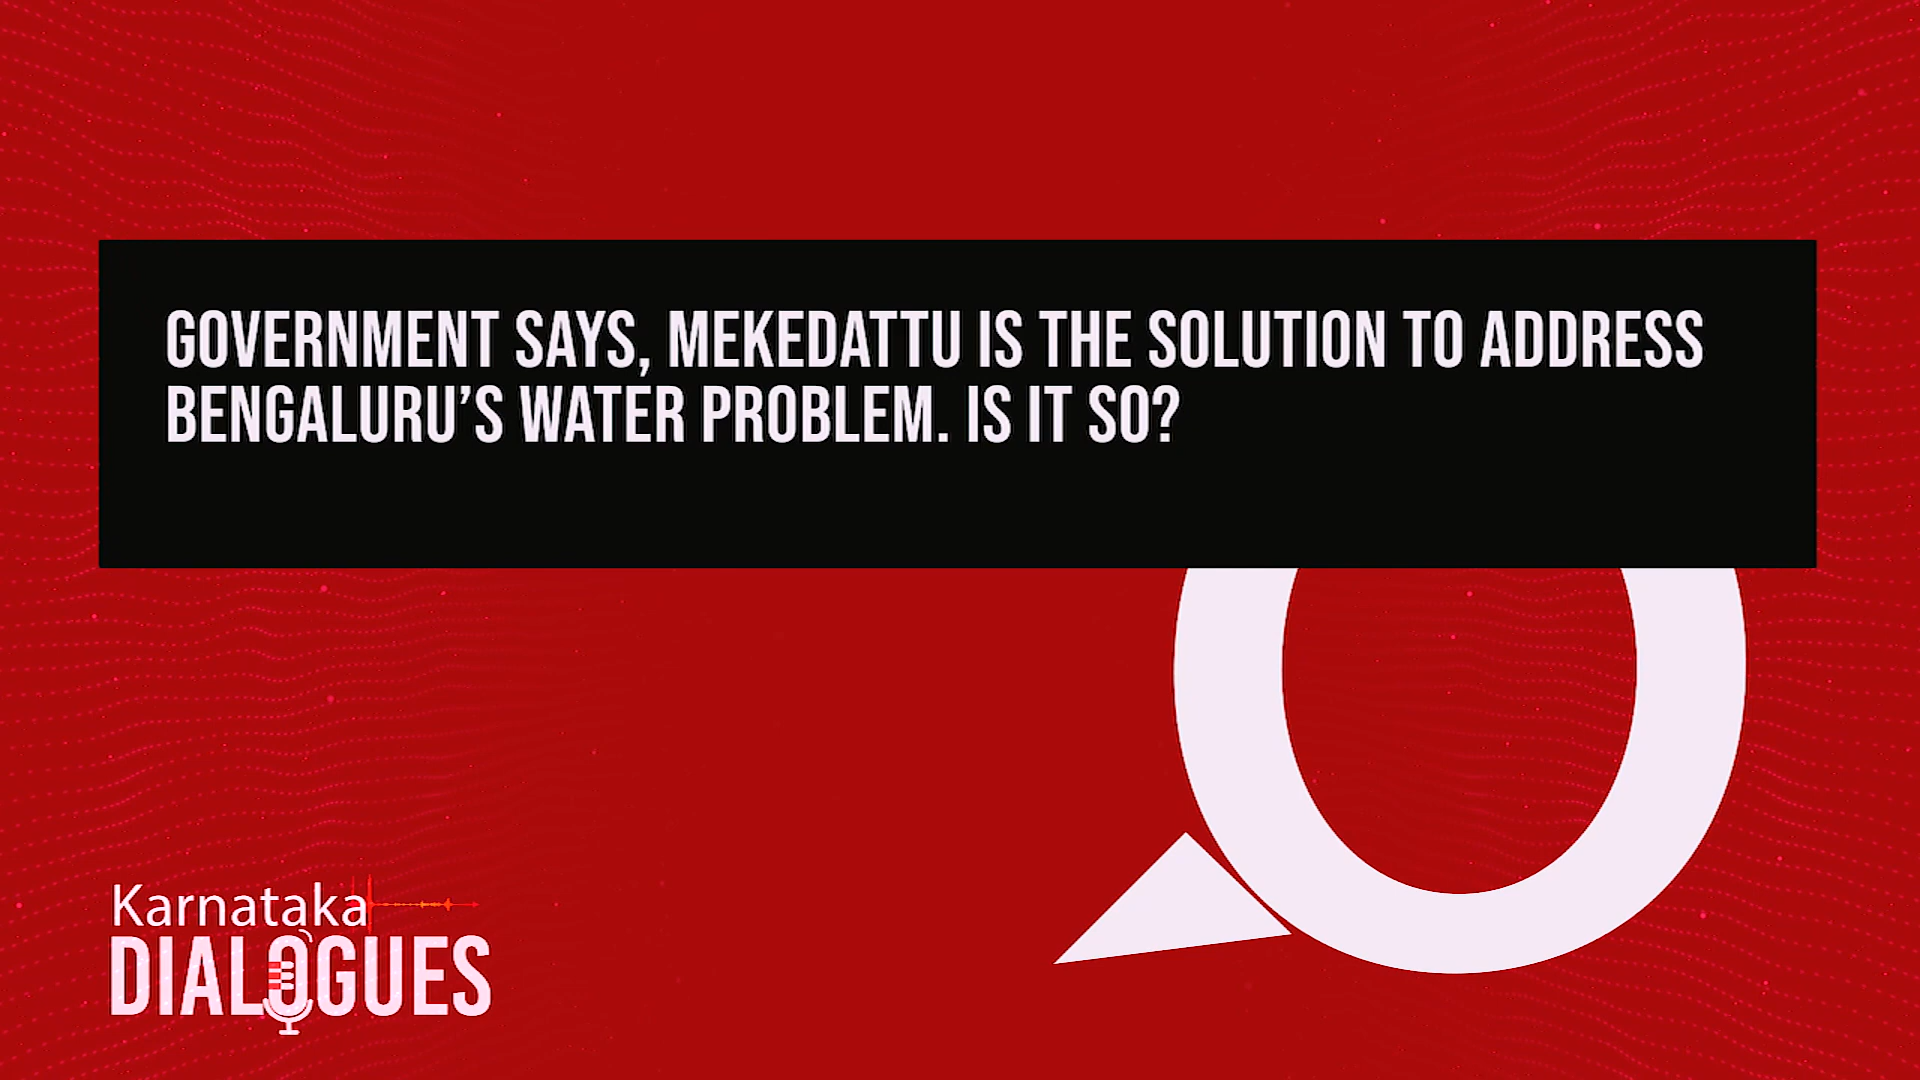 GOVERNMENT SAYS, MEKEDATTU IS THE SOLUTION TO ADDRESS
BENGALURU’S WATER PROBLEM. IS IT SO?
Karnataka
DIALOGUES